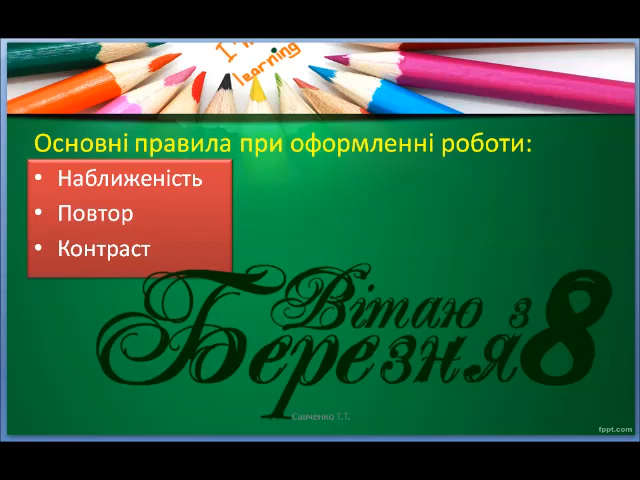 I'm
learning
Основні правила при оформленні роботи:
• Наближеність
• Повтор
• Контраст
Вітаю з
Березня 8
Савченко Т.Г.
fppt.com